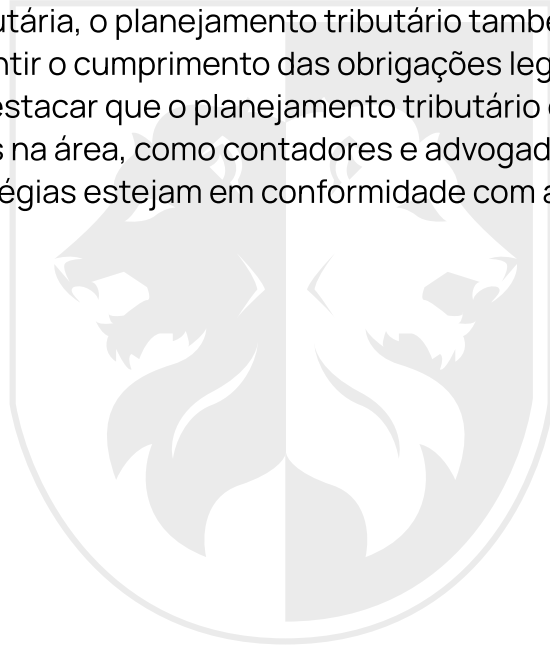 utária, o planejamento tributário també
ntir o cumprimento das obrigações leg
estacar que o planejamento tributário
s na área, como contadores e advogad
égias estejam em conformidade com a